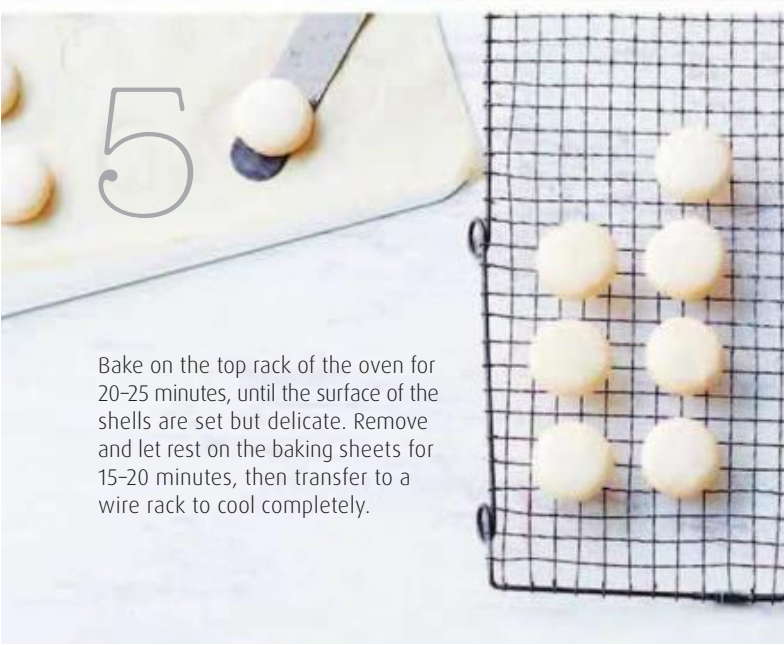 5
Bake on the top rack of the oven for
20–25 minutes, until the surface of the
shells are set but delicate. Remove
and let rest on the baking sheets for
15–20 minutes, then transfer to a
wire rack to cool completely.